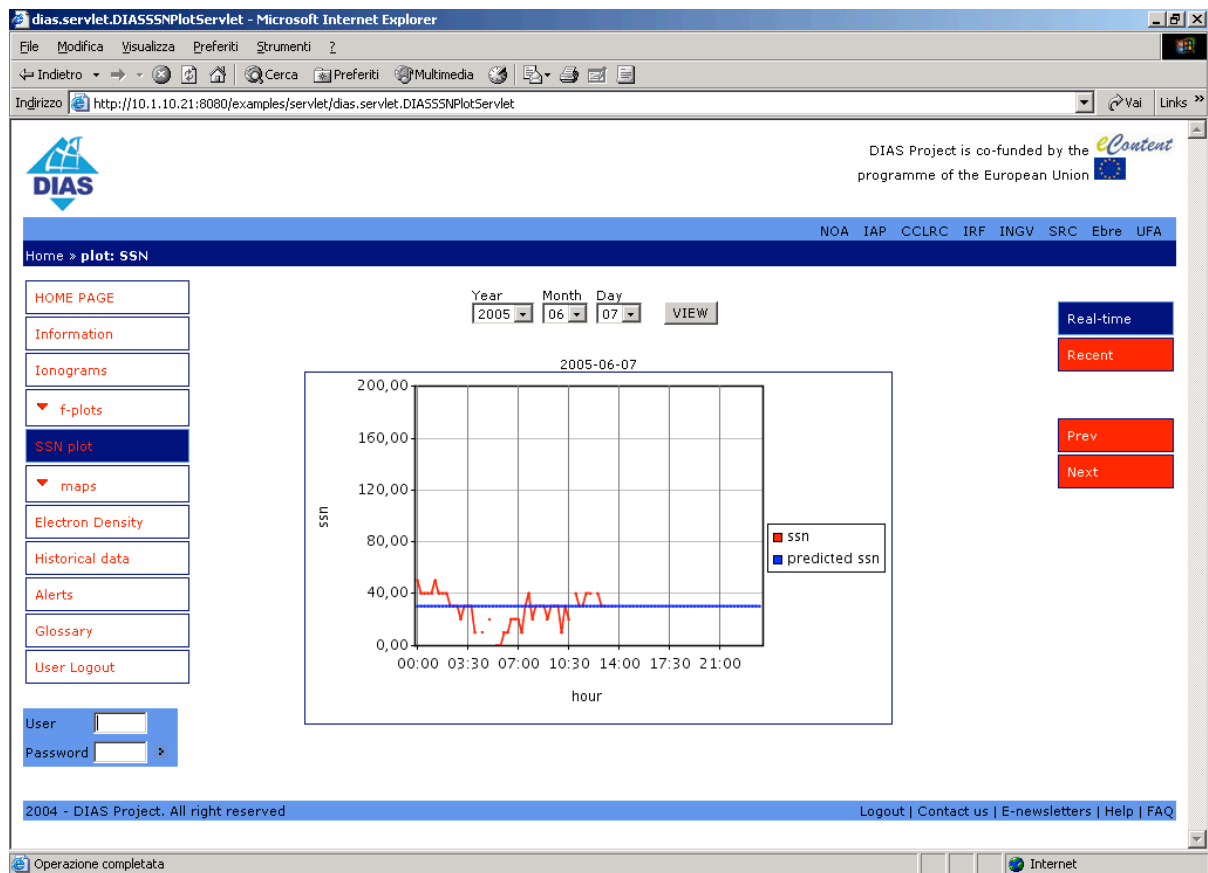 dias.servlet.DIASSSNPlotServlet - Microsoft Internet Explorer
File Modifica Visualizza Preferiti Strumenti ?
Indietro Cerca Preferiti Multimedia
Indirizzo http://10.1.10.21:8080/examples/servlet/dias.servlet.DIASSSNPlotServlet Vai Links »
DIAS
DIAS Project is co-funded by the eContent
programme of the European Union
NOA IAP CCLRC IRF INGV SRC Ebre UFA
Home » plot: SSN
HOME PAGE
Information
Ionograms
f-plots
SSN plot
maps
Electron Density
Historical data
Alerts
Glossary
User Logout
User
Password
Year Month Day
2005 06 07 VIEW
2005-06-07
200,00
160,00
120,00
80,00
40,00
0,00
ssn
00:00 03:30 07:00 10:30 14:00 17:30 21:00
hour
ssn
predicted ssn
Real-time
Recent
Prev
Next
2004 - DIAS Project. All right reserved
Logout | Contact us | E-newsletters | Help | FAQ
Operazione completata
Internet